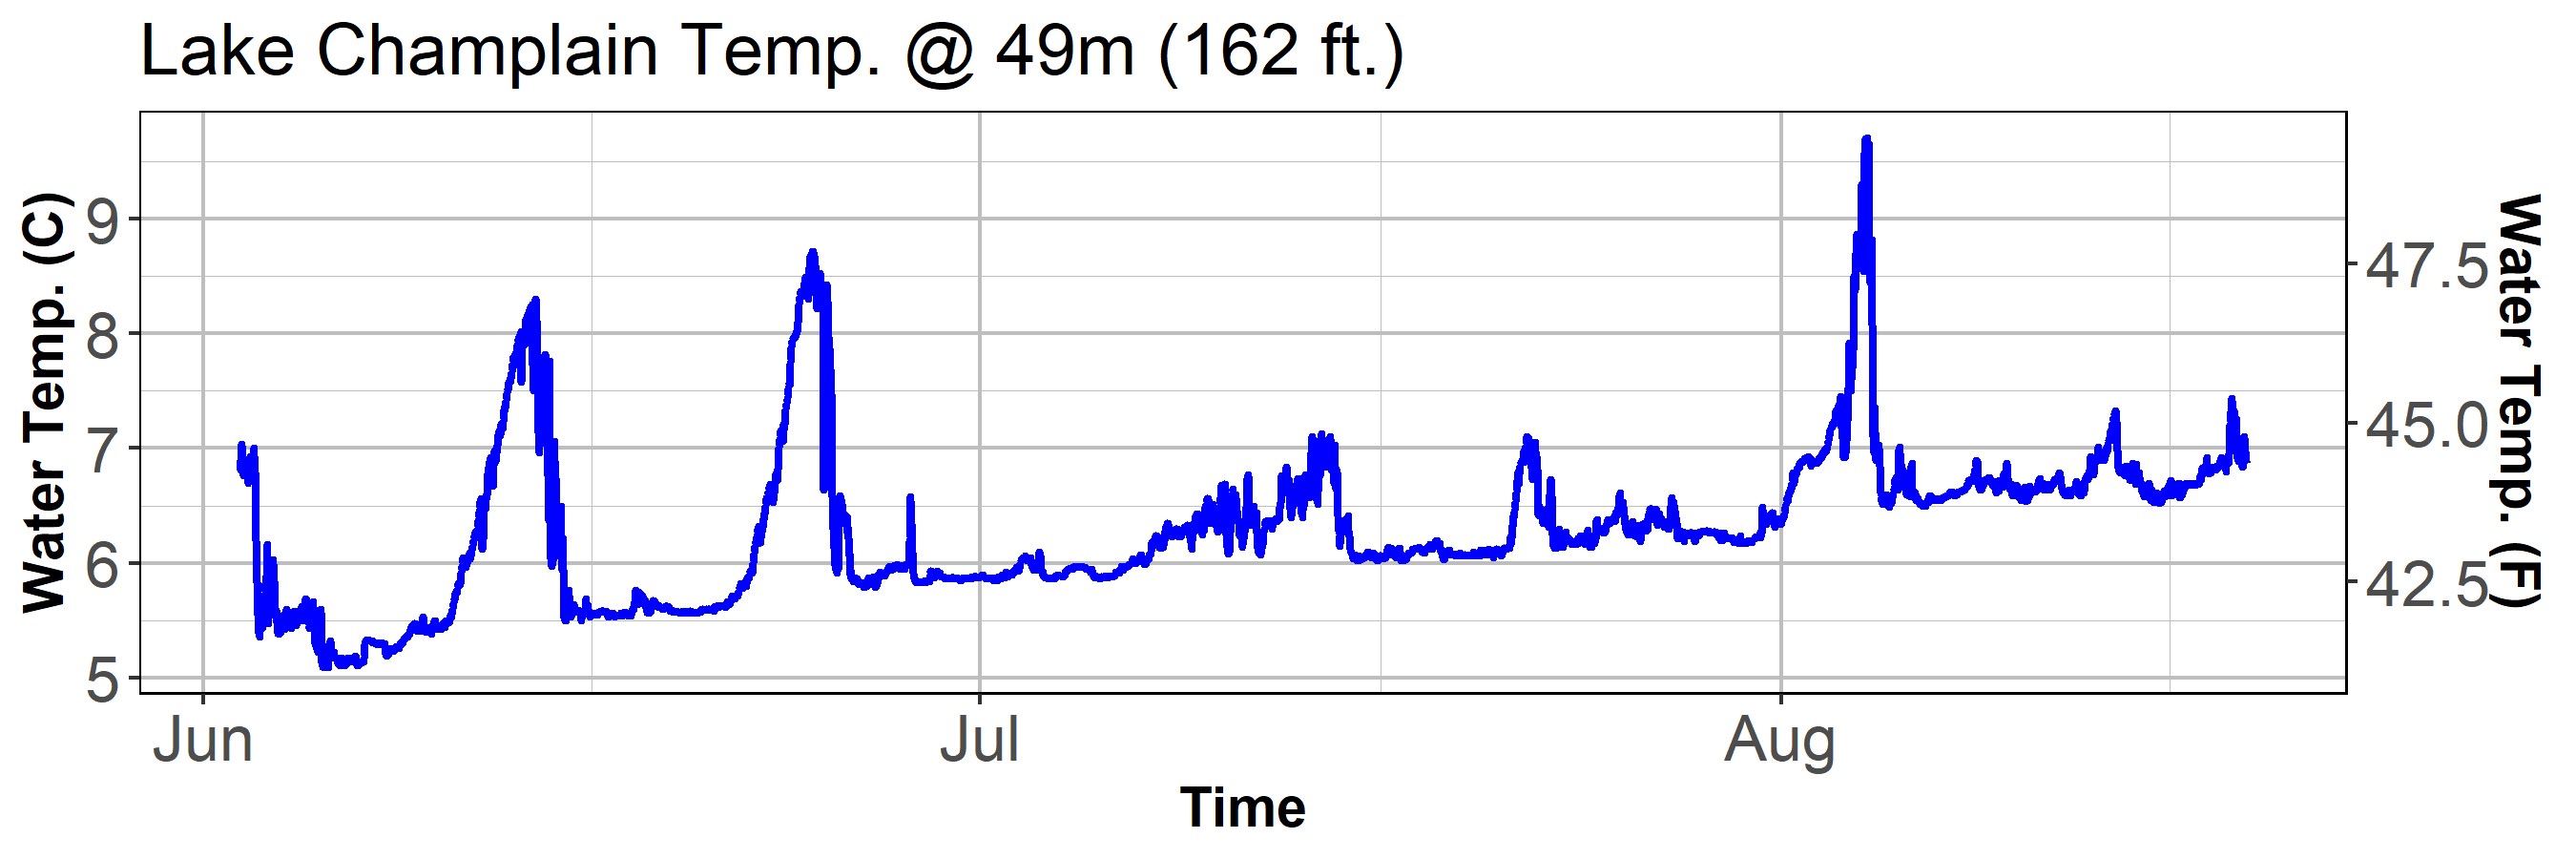 Lake Champlain Temp. @ 49m (162 ft.)
Water Temp. (C)
9
8
7
6
5
47.5
45.0
42.5
Water Temp. (F)
Jun Jul Aug
Time